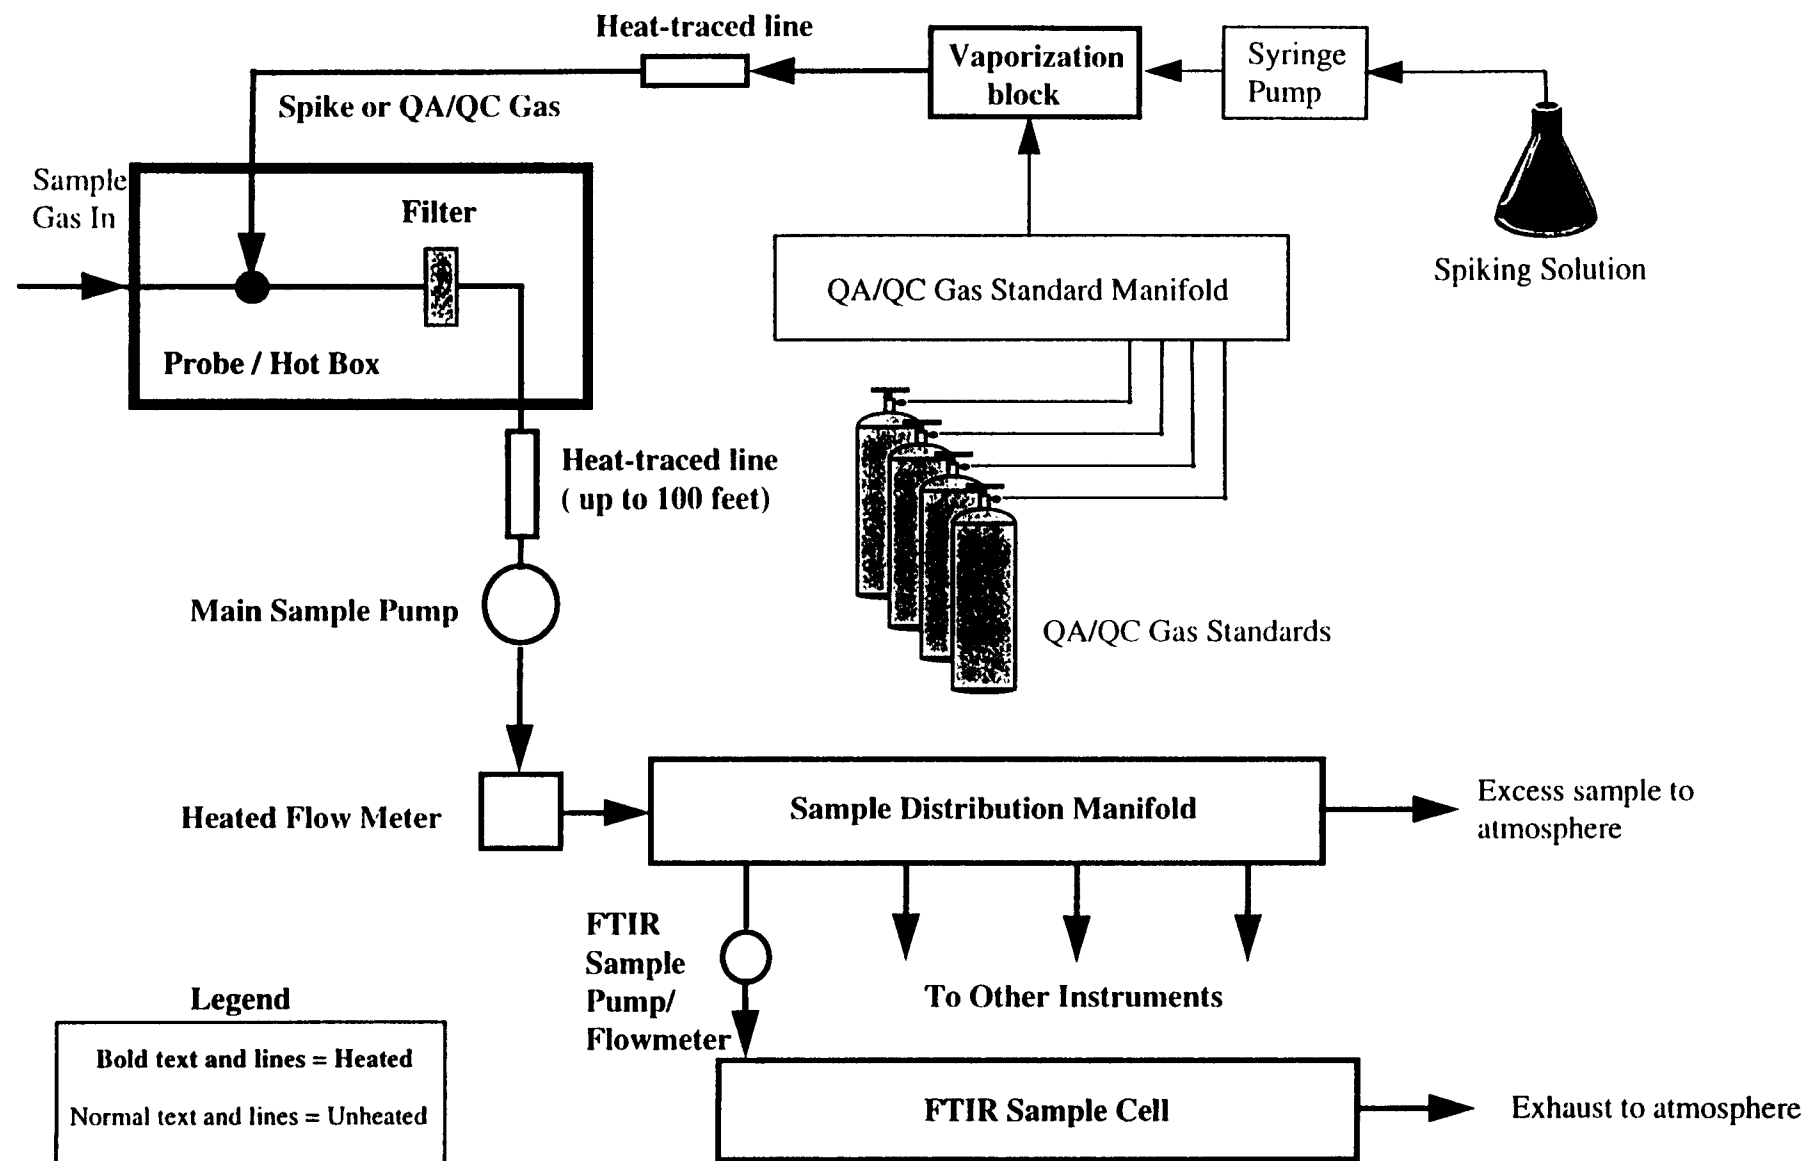 Heat-traced line
Vaporization
block
Syringe
Pump
Spike or QA/QC Gas
Sample
Gas In
Filter
Probe / Hot Box
QA/QC Gas Standard Manifold
Spiking Solution
Heat-traced line
( up to 100 feet)
Main Sample Pump
QA/QC Gas Standards
Heated Flow Meter
Sample Distribution Manifold
Excess sample to
atmosphere
FTIR
Sample
Pump/
Flowmeter
To Other Instruments
FTIR Sample Cell
Exhaust to atmosphere
Legend
Bold text and lines = Heated
Normal text and lines = Unheated